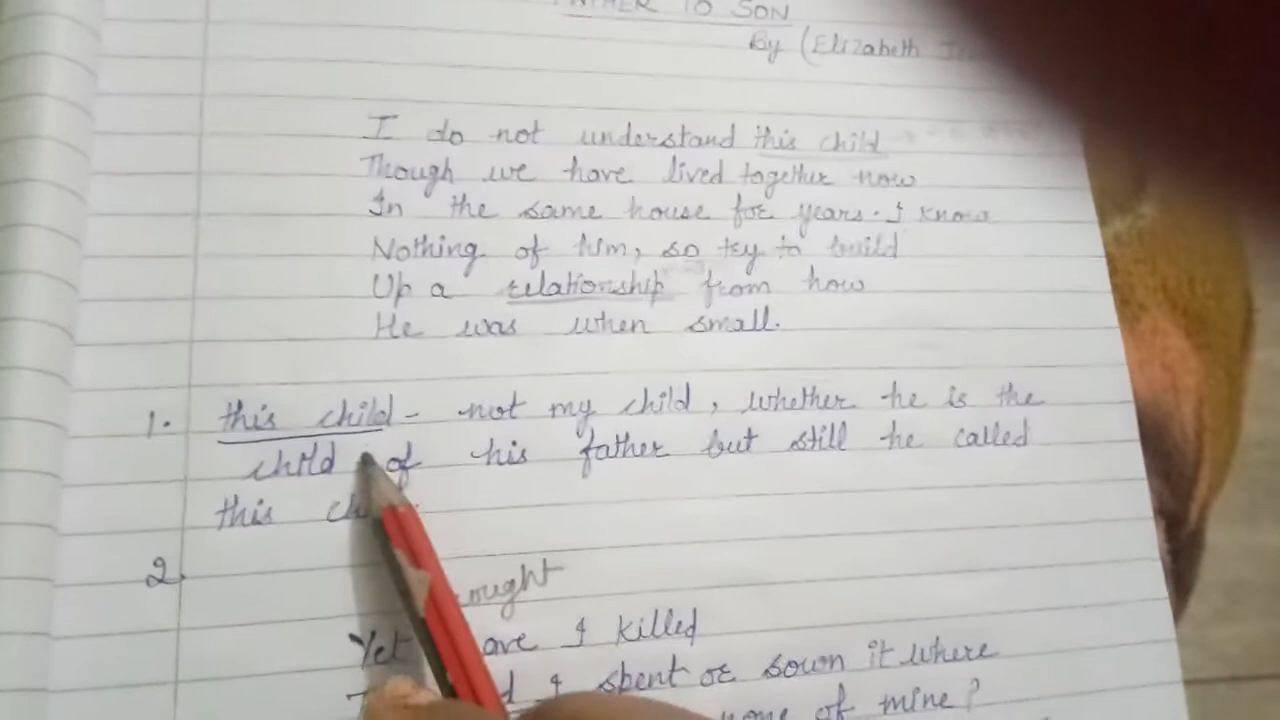 TO SON
By (Elizabeth
I do not understand this child
Though we have lived together now
In the same house for years. I know
Nothing of him, so try to build
Up a relationship from how
He was when small.
1. this child - not my child, whether he is the
child of his father but still he called
this
2.
Yet I killed
I spent or sown it where
of mine?